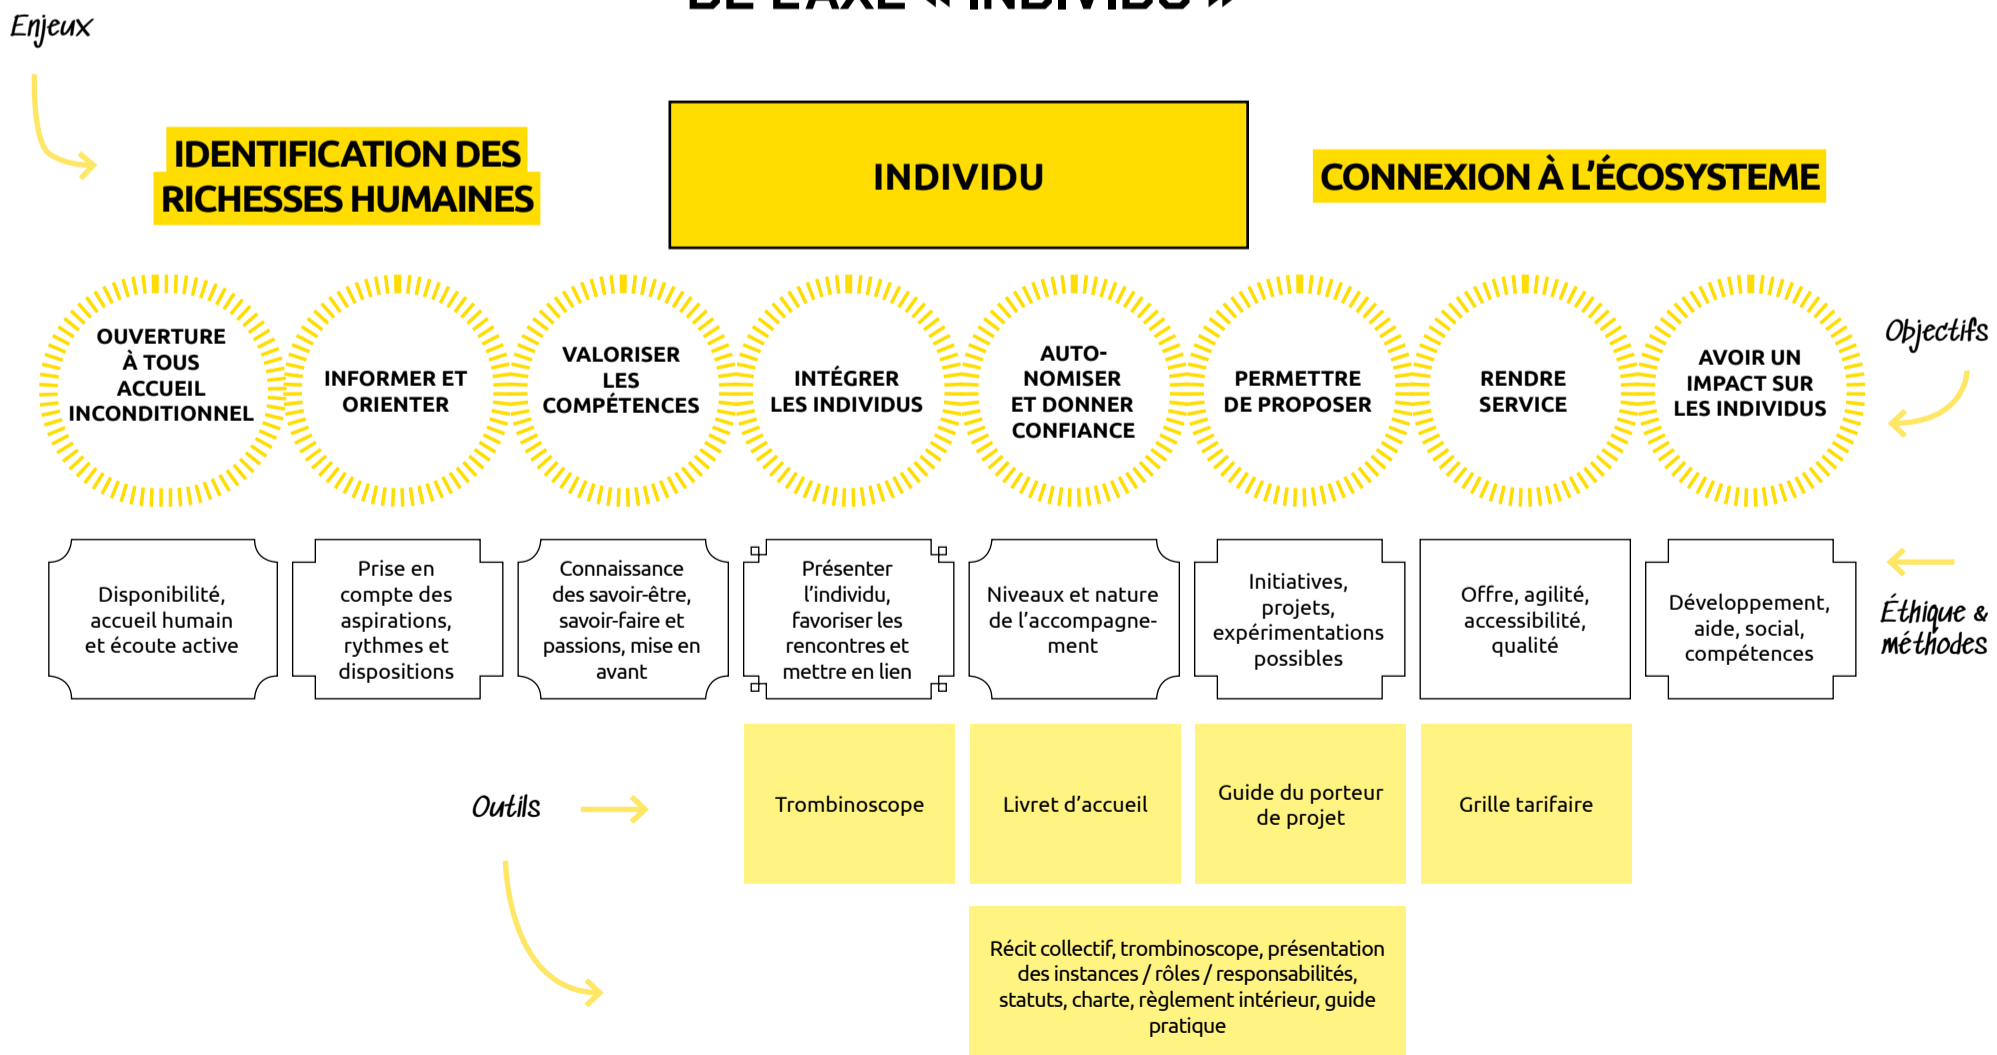 DE L'AXE « INDIVIDU »
Enjeux
IDENTIFICATION DES
RICHESSES HUMAINES
INDIVIDU
CONNEXION À L'ÉCOSYSTEME
OUVERTURE
À TOUS
ACCUEIL
INCONDITIONNEL
INFORMER ET
ORIENTER
VALORISER
LES
COMPÉTENCES
INTÉGRER
LES INDIVIDUS
AUTO-
NOMISER
ET DONNER
CONFIANCE
PERMETTRE
DE PROPOSER
RENDRE
SERVICE
AVOIR UN
IMPACT SUR
LES INDIVIDUS
Objectifs
Disponibilité,
accueil humain
et écoute active
Prise en
compte des
aspirations,
rythmes et
dispositions
Connaissance
des savoir-être,
savoir-faire et
passions, mise en
avant
Présenter
l'individu,
favoriser les
rencontres et
mettre en lien
Niveaux et nature
de l'accompagne-
ment
Initiatives,
projets,
expérimentations
possibles
Offre, agilité,
accessibilité,
qualité
Développement,
aide, social,
compétences
Éthique &
méthodes
Outils
Trombinoscope
Livret d'accueil
Guide du porteur
de projet
Grille tarifaire
Récit collectif, trombinoscope, présentation
des instances / rôles / responsabilités,
statuts, charte, règlement intérieur, guide
pratique